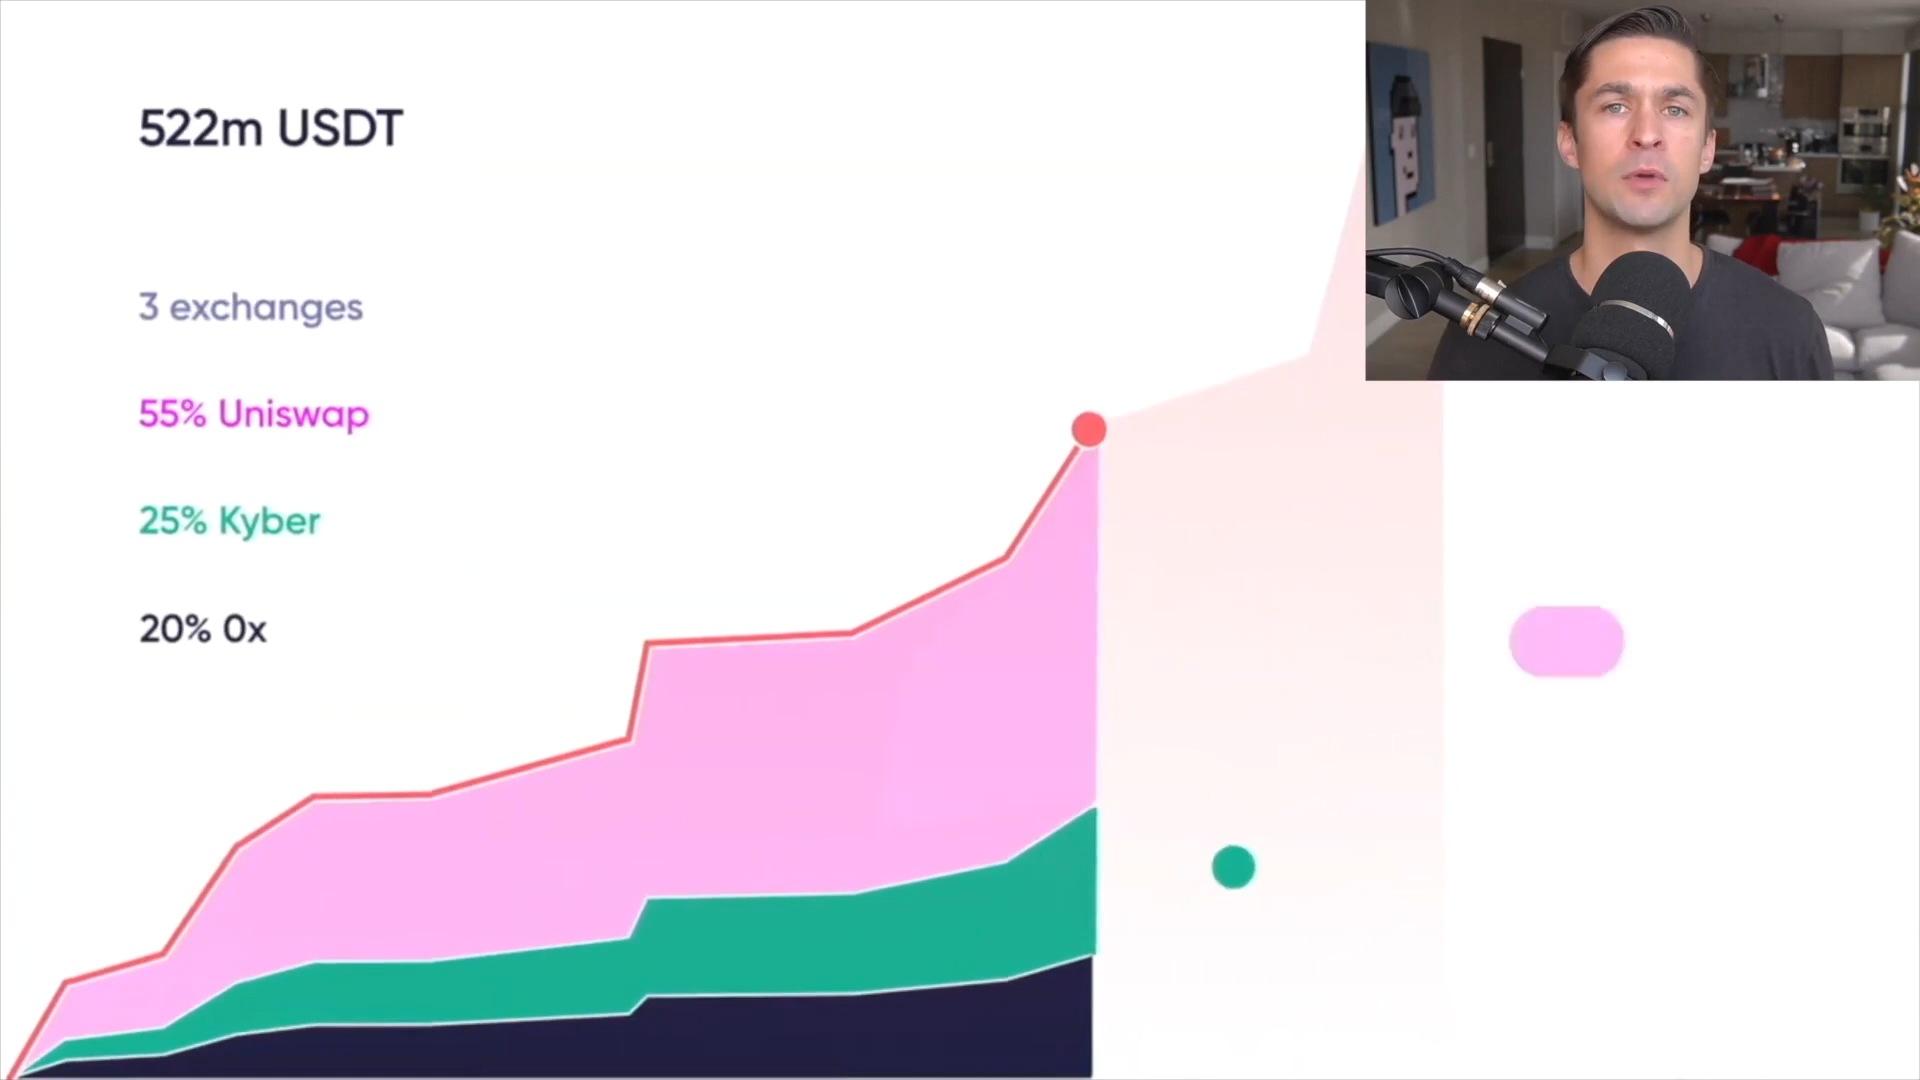 522m USDT
3 exchanges
55% Uniswap
25% Kyber
20% 0x